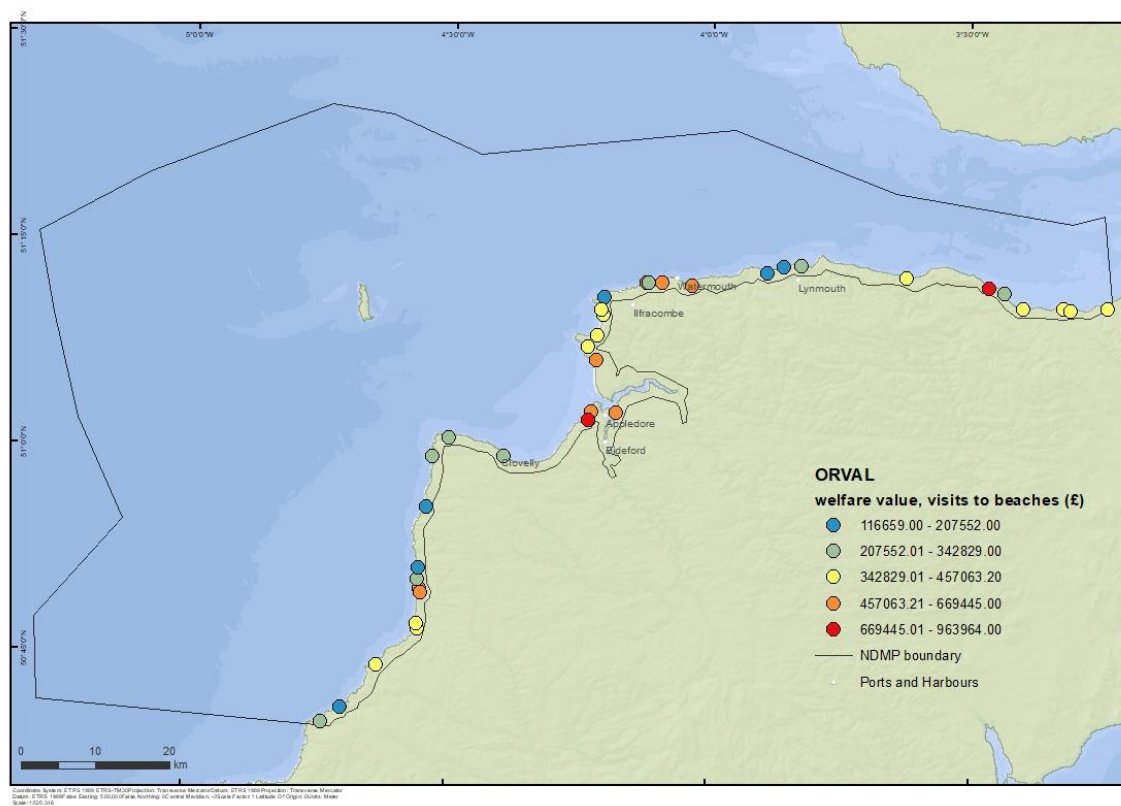 5°0'0"W 4°30'0"W 4°0'0"W 3°30'0"W
51°30'0"N
51°15'0"N
51°0'0"N
50°45'0"N
Watermouth
Lynmouth
Ilfracombe
Appledore
Bideford
Clovelly
ORVAL
welfare value, visits to beaches (£)
116659.00 - 207552.00
207552.01 - 342829.00
342829.01 - 457063.20
457063.21 - 669445.00
669445.01 - 963964.00
NDMP boundary
Ports and Harbours
0 10 20
km